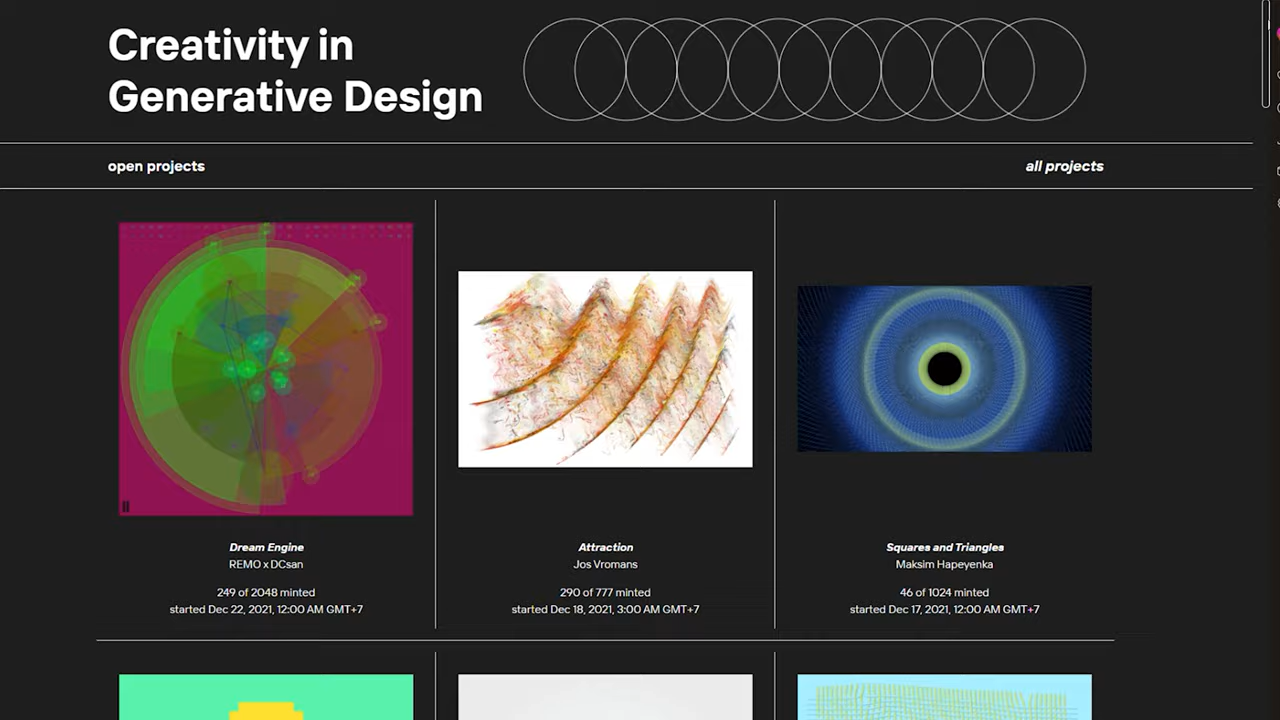 Creativity in
Generative Design
open projects
all projects
Dream Engine
REMO x DCsan
249 of 2048 minted
started Dec 22, 2021, 12:00 AM GMT+7
Attraction
Jos Vromans
290 of 777 minted
started Dec 18, 2021, 3:00 AM GMT+7
Squares and Triangles
Maksim Hapeyenka
46 of 1024 minted
started Dec 17, 2021, 12:00 AM GMT+7